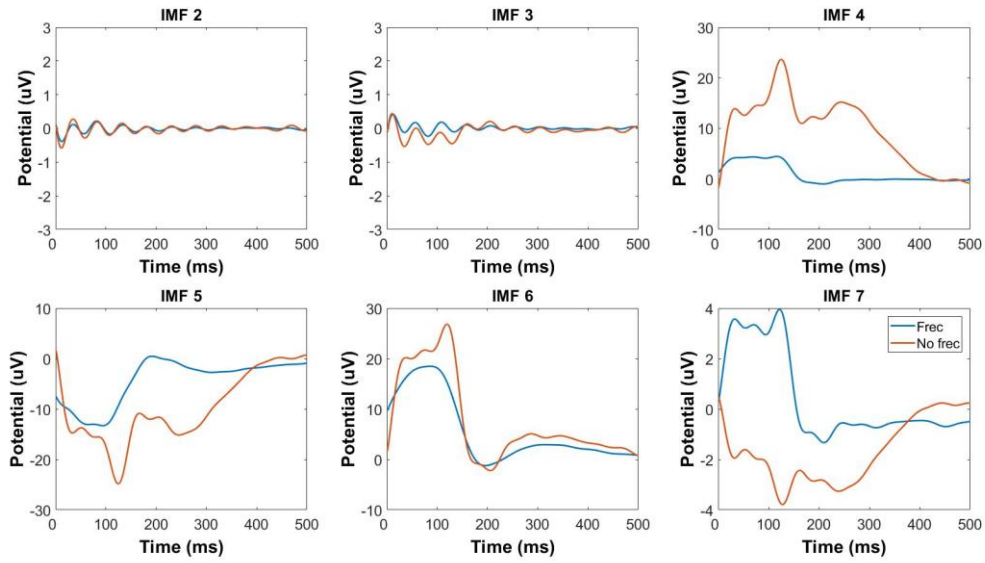 IMF 2
IMF 3
IMF 4
3
2
1
0
-1
-2
-3
Potential (uV)
0 100 200 300 400 500
Time (ms)
3
2
1
0
-1
-2
-3
Potential (uV)
0 100 200 300 400 500
Time (ms)
30
20
10
0
-10
Potential (uV)
0 100 200 300 400 500
Time (ms)
IMF 5
IMF 6
IMF 7
10
0
-10
-20
-30
Potential (uV)
0 100 200 300 400 500
Time (ms)
30
20
10
0
-10
Potential (uV)
0 100 200 300 400 500
Time (ms)
4
2
0
-2
-4
Potential (uV)
Frec
No frec
0 100 200 300 400 500
Time (ms)